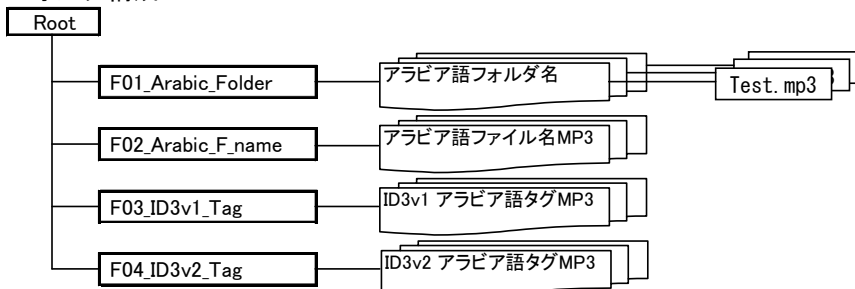 Root
F01_Arabic_Folder
アラビア語フォルダ名
Test.mp3
F02_Arabic_F_name
アラビア語ファイル名MP3
F03_ID3v1_Tag
ID3v1 アラビア語タグMP3
F04_ID3v2_Tag
ID3v2 アラビア語タグMP3